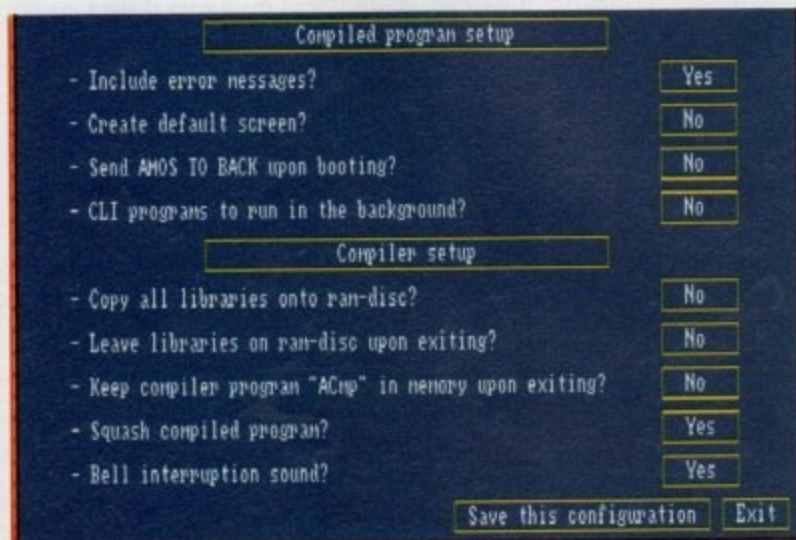 Compiled program setup
- Include error messages? Yes
- Create default screen? No
- Send AMOS TO BACK upon booting? No
- CLI programs to run in the background? No
Compiler setup
- Copy all libraries onto ram-disc? No
- Leave libraries on ram-disc upon exiting? No
- Keep compiler program "ACmp" in memory upon exiting? No
- Squash compiled program? Yes
- Bell interruption sound? Yes
Save this configuration Exit